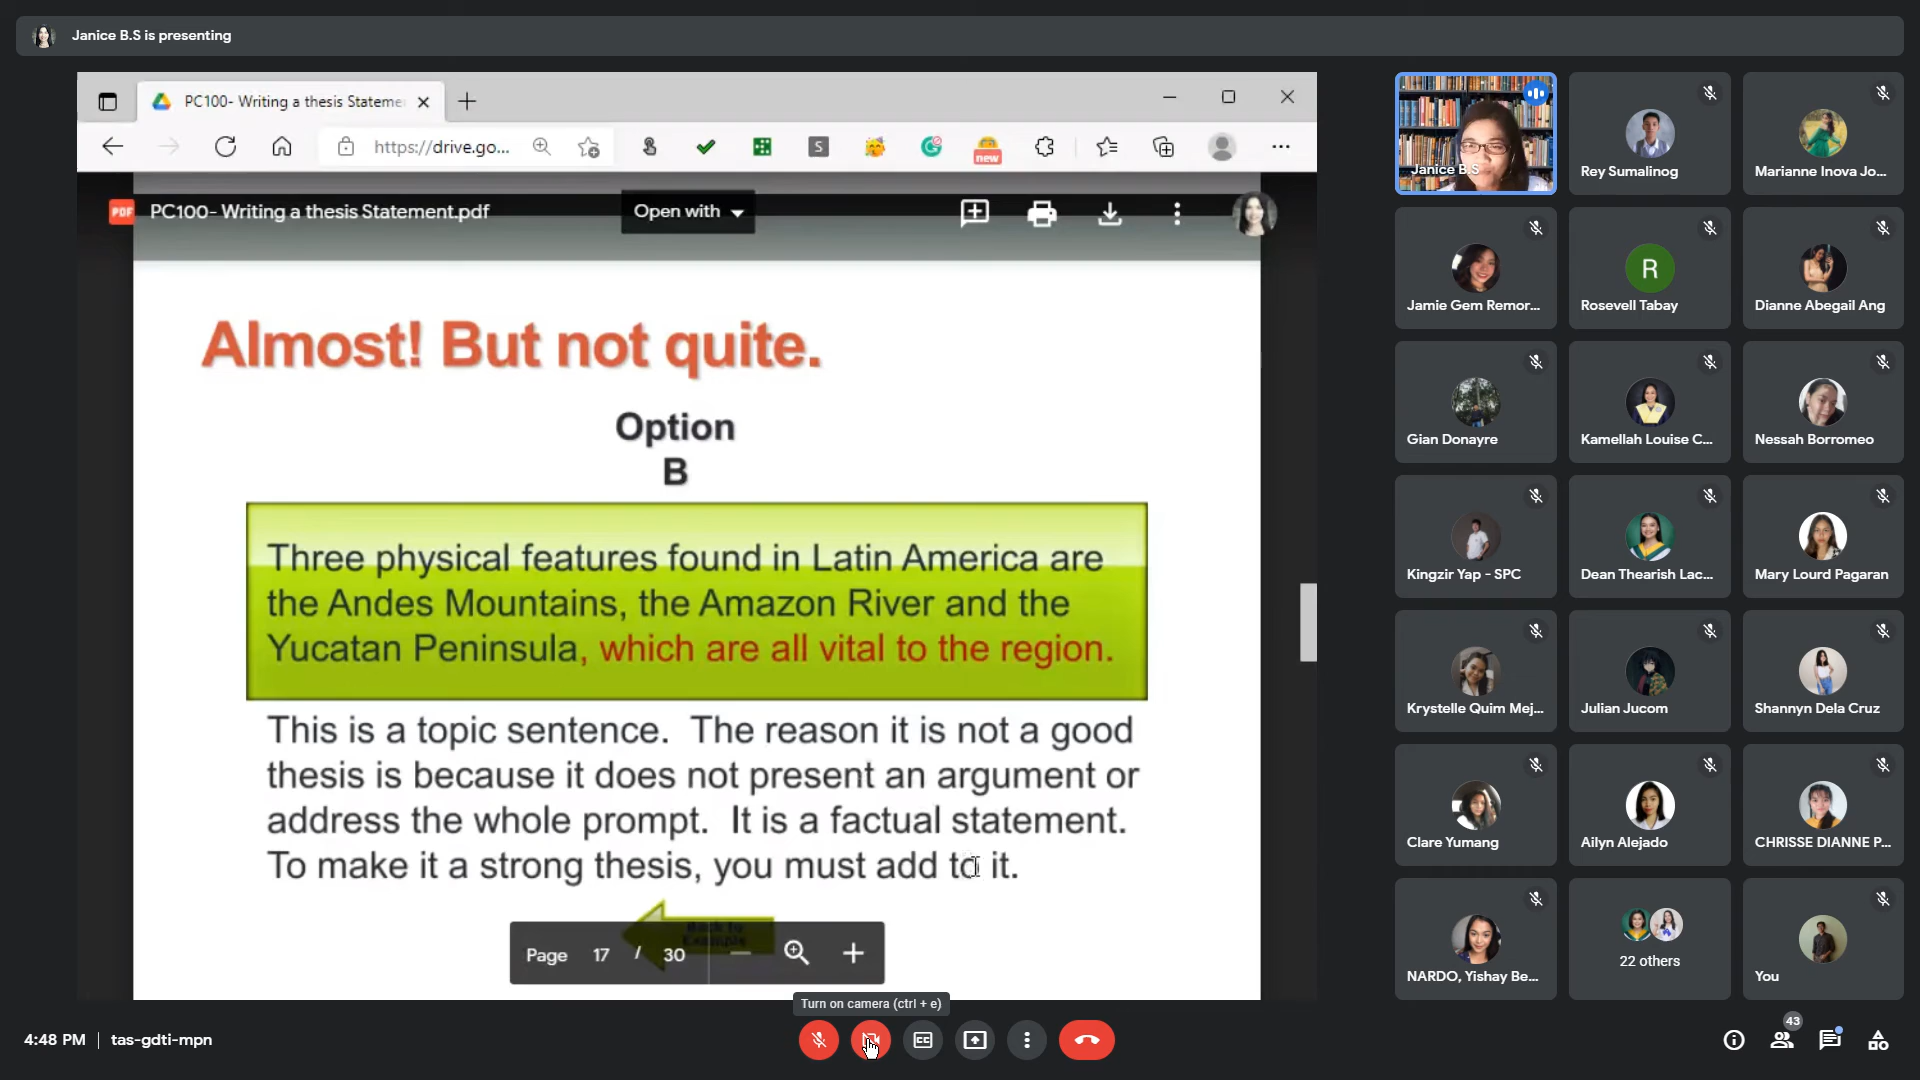 Janice B.S is presenting
PC100- Writing a thesis Stateme
https://drive.go...
S
new
PDF PC100- Writing a thesis Statement.pdf
Open with
Almost! But not quite.
Option
B
Three physical features found in Latin America are
the Andes Mountains, the Amazon River and the
Yucatan Peninsula, which are all vital to the region.
This is a topic sentence. The reason it is not a good
thesis is because it does not present an argument or
address the whole prompt. It is a factual statement.
To make it a strong thesis, you must add to it.
Back to
Example
Page 17 / 30
Janice B.S
Rey Sumalinog
Marianne Inova Jo...
Jamie Gem Remor...
R
Rosevell Tabay
Dianne Abegail Ang
Gian Donayre
Kamellah Louise C...
Nessah Borromeo
Kingzir Yap - SPC
Dean Thearish Lac...
Mary Lourd Pagaran
Krystelle Quim Mej...
Julian Jucom
Shannyn Dela Cruz
Clare Yumang
Ailyn Alejado
CHRISSE DIANNE P...
NARDO, Yishay Be...
22 others
You
Turn on camera (ctrl + e)
4:48 PM | tas-gdti-mpn
43